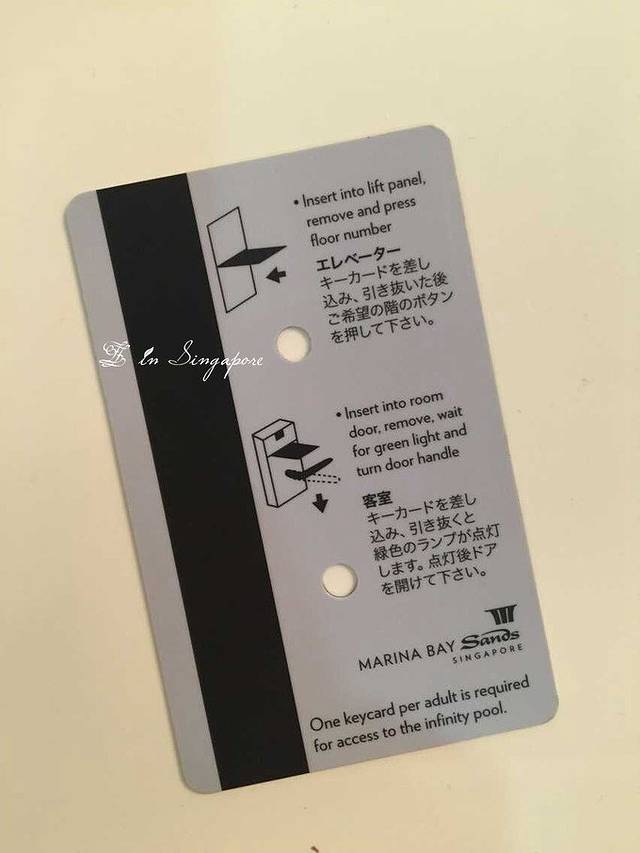 • Insert into lift panel,
remove and press
floor number
エレベーター
キーカードを差し
込み、引き抜いた後
ご希望の階のボタン
を押して下さい。
in Singapore
• Insert into room
door, remove, wait
for green light and
turn door handle
客室
キーカードを差し
込み、引き抜くと
緑色のランプが点灯
します。点灯後ドア
を開けて下さい。
MARINA BAY Sands
SINGAPORE
One keycard per adult is required
for access to the infinity pool.